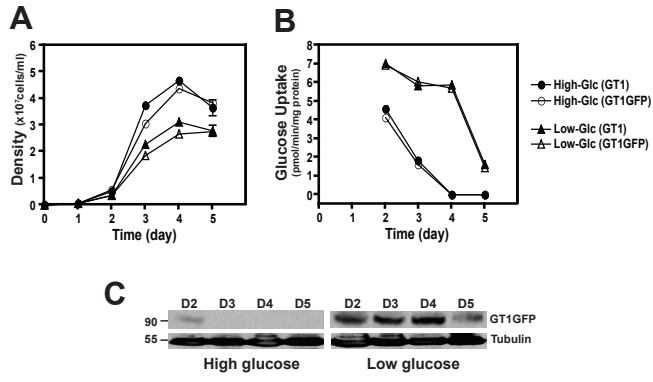 A
B
6
5
4
3
2
1
0
Density (x10⁷cells/ml)
0 1 2 3 4 5
Time (day)
8
7
6
5
4
3
2
1
0
Glucose Uptake
(pmol/min/mg protein)
0 1 2 3 4 5
Time (day)
High-Glc (GT1)
High-Glc (GT1GFP)
Low-Glc (GT1)
Low-Glc (GT1GFP)
C
D2 D3 D4 D5 D2 D3 D4 D5
90 GT1GFP
55 Tubulin
High glucose Low glucose